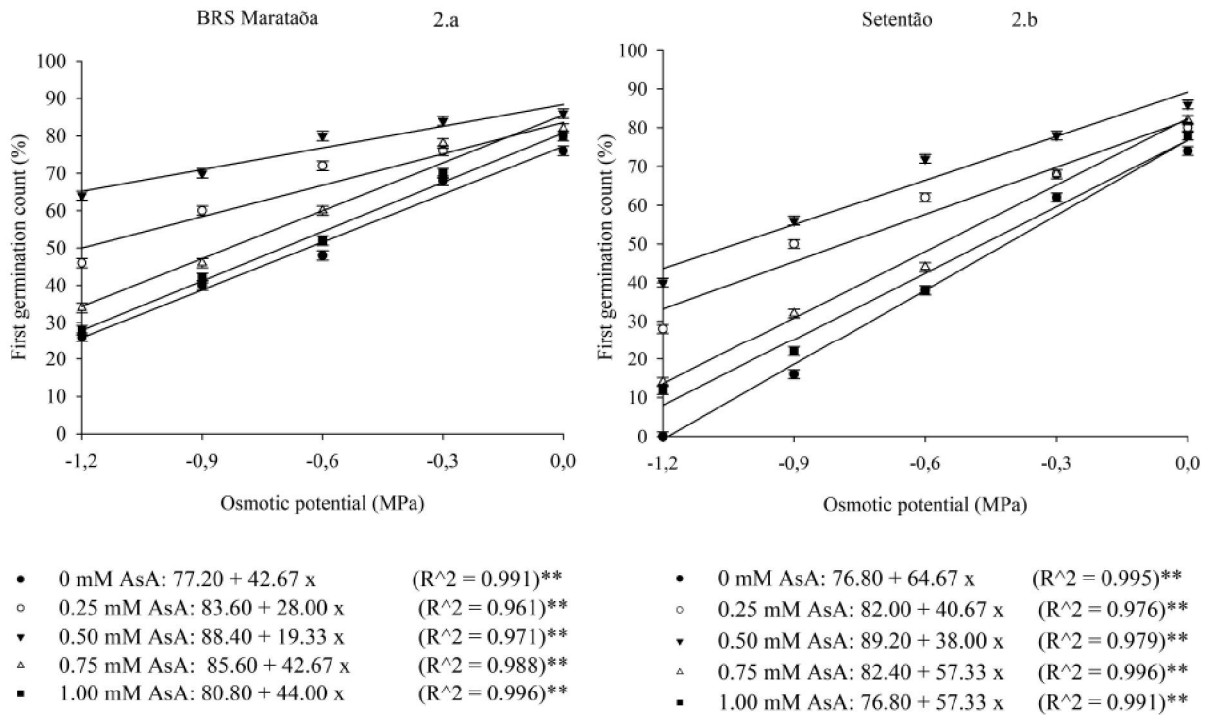 BRS Marataõa 2.a
First germination count (%)
100
90
80
70
60
50
40
30
20
10
0
-1,2 -0,9 -0,6 -0,3 0,0
Osmotic potential (MPa)
0 mM AsA: 77.20 + 42.67 x (R^2 = 0.991)**
0.25 mM AsA: 83.60 + 28.00 x (R^2 = 0.961)**
0.50 mM AsA: 88.40 + 19.33 x (R^2 = 0.971)**
0.75 mM AsA: 85.60 + 42.67 x (R^2 = 0.988)**
1.00 mM AsA: 80.80 + 44.00 x (R^2 = 0.996)**
Setentão 2.b
First germination count (%)
100
90
80
70
60
50
40
30
20
10
0
-1,2 -0,9 -0,6 -0,3 0,0
Osmotic potential (MPa)
0 mM AsA: 76.80 + 64.67 x (R^2 = 0.995)**
0.25 mM AsA: 82.00 + 40.67 x (R^2 = 0.976)**
0.50 mM AsA: 89.20 + 38.00 x (R^2 = 0.979)**
0.75 mM AsA: 82.40 + 57.33 x (R^2 = 0.996)**
1.00 mM AsA: 76.80 + 57.33 x (R^2 = 0.991)**